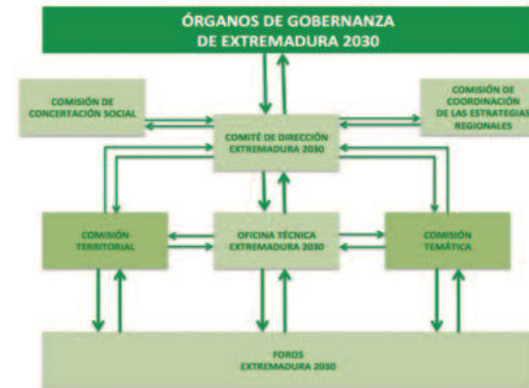 ÓRGANOS DE GOBERNANZA
DE EXTREMADURA 2030
COMISIÓN DE
CONCERTACIÓN SOCIAL
COMISIÓN DE
COORDINACIÓN
DE LAS ESTRATEGIAS
REGIONALES
COMITÉ DE DIRECCIÓN
EXTREMADURA 2030
COMISIÓN
TERRITORIAL
OFICINA TÉCNICA
EXTREMADURA 2030
COMISIÓN
TEMÁTICA
FOROS
EXTREMADURA 2030